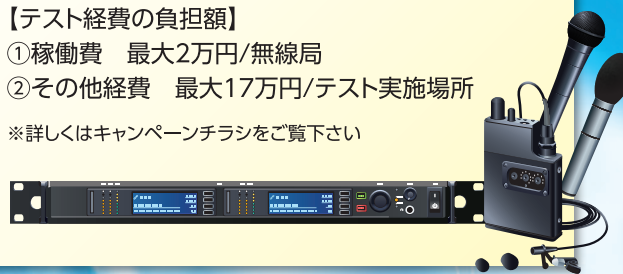 【テスト経費の負担額】
①稼働費　最大2万円/無線局
②その他経費　最大17万円/テスト実施場所
※詳しくはキャンペーンチラシをご覧下さい